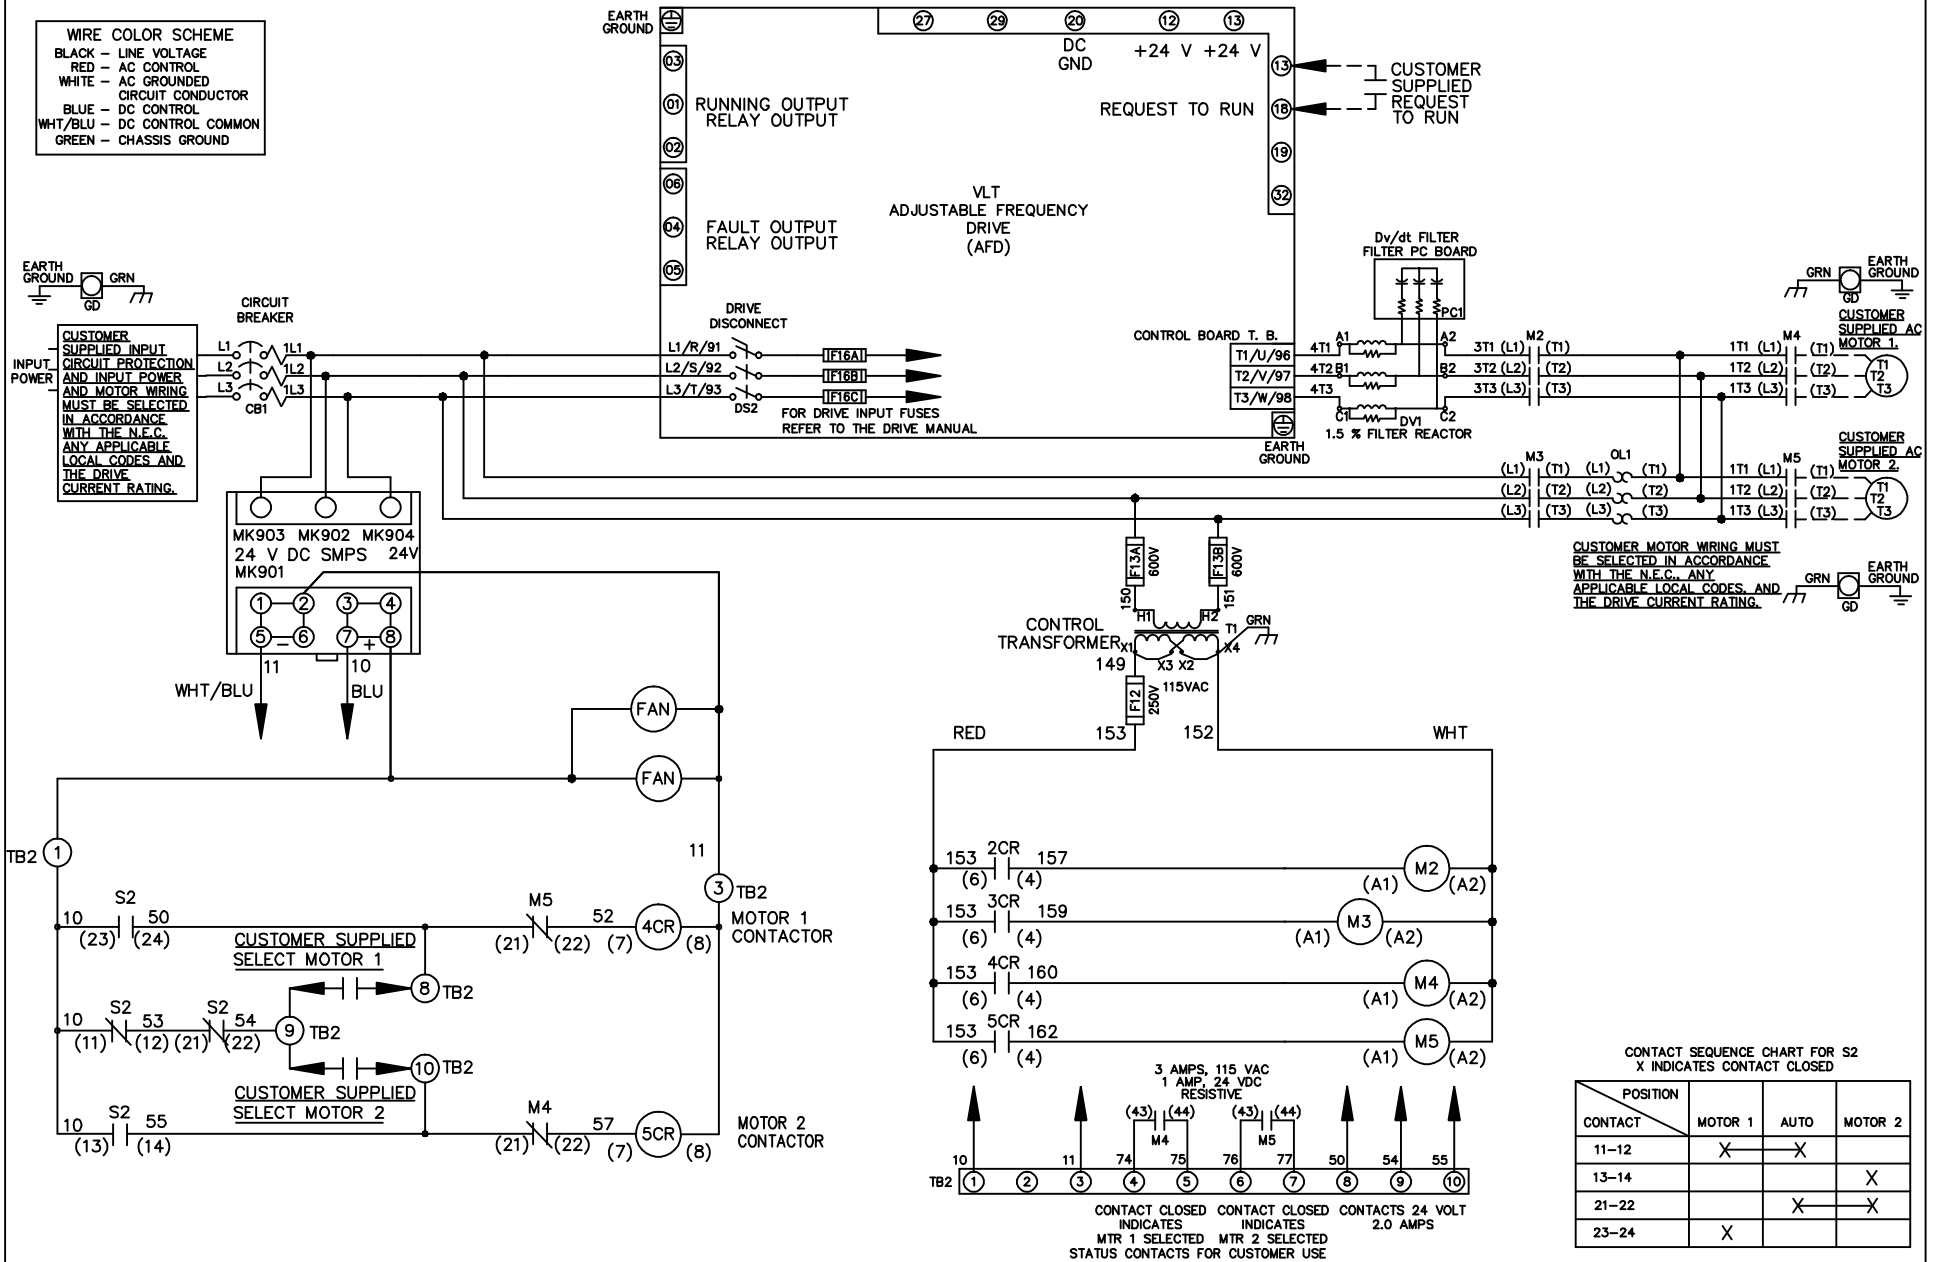 WIRE COLOR SCHEME
BLACK – LINE VOLTAGE
RED – AC CONTROL
WHITE – AC GROUNDED
CIRCUIT CONDUCTOR
BLUE – DC CONTROL
WHT/BLU – DC CONTROL COMMON
GREEN – CHASSIS GROUND
EARTH
GROUND
27 29 20 12 13
DC
GND
+24 V +24 V
03
01
02
RUNNING OUTPUT
RELAY OUTPUT
06
04
05
FAULT OUTPUT
RELAY OUTPUT
VLT
ADJUSTABLE FREQUENCY
DRIVE
(AFD)
REQUEST TO RUN
13
18
19
32
CUSTOMER
SUPPLIED
REQUEST
TO RUN
EARTH
GROUND
GRN
GD
CIRCUIT
BREAKER
INPUT
POWER
CUSTOMER
SUPPLIED INPUT
CIRCUIT PROTECTION
AND INPUT POWER
AND MOTOR WIRING
MUST BE SELECTED
IN ACCORDANCE
WITH THE N.E.C.
ANY APPLICABLE
LOCAL CODES AND
THE DRIVE
CURRENT RATING.
L1 1L1
L2 1L2
L3 1L3
CB1
DRIVE
DISCONNECT
L1/R/91 F16A
L2/S/92 F16B
L3/T/93 F16C
DS2
FOR DRIVE INPUT FUSES
REFER TO THE DRIVE MANUAL
CONTROL BOARD T. B.
T1/U/96
T2/V/97
T3/W/98
EARTH
GROUND
Dv/dt FILTER
FILTER PC BOARD
PC1
4T1 A1 A2
4T2 B1 B2
4T3 C1 C2
DV1
1.5 % FILTER REACTOR
M2
3T1 (L1) (T1)
3T2 (L2) (T2)
3T3 (L3) (T3)
M4
1T1 (L1) (T1)
1T2 (L2) (T2)
1T3 (L3) (T3)
GRN
GD
EARTH
GROUND
CUSTOMER
SUPPLIED AC
MOTOR 1.
T1
T2
T3
M3
(L1) (T1)
(L2) (T2)
(L3) (T3)
OL1
(L1) (T1)
(L2) (T2)
(L3) (T3)
M5
1T1 (L1) (T1)
1T2 (L2) (T2)
1T3 (L3) (T3)
CUSTOMER
SUPPLIED AC
MOTOR 2.
T1
T2
T3
CUSTOMER MOTOR WIRING MUST
BE SELECTED IN ACCORDANCE
WITH THE N.E.C., ANY
APPLICABLE LOCAL CODES, AND
THE DRIVE CURRENT RATING.
GRN
GD
EARTH
GROUND
MK903 MK902 MK904
24 V DC SMPS 24V
MK901
1 2 3 4
5 – 6 7 + 8
11 10
WHT/BLU BLU
FAN
FAN
TB2 1
11
3 TB2
F13A 600V
F13B 600V
150 151
H1 H2
CONTROL
TRANSFORMER
T1
GRN
X1 X3 X2 X4
149
115VAC
F12 250V
153 152
RED WHT
10 S2 50
(23) (24)
M5 52
(21) (22) (7)
4CR
(8)
MOTOR 1
CONTACTOR
CUSTOMER SUPPLIED
SELECT MOTOR 1
8 TB2
10 S2 53 S2 54
(11) (12) (21) (22)
9 TB2
10 TB2
CUSTOMER SUPPLIED
SELECT MOTOR 2
10 S2 55
(13) (14)
M4 57
(21) (22) (7)
5CR
(8)
MOTOR 2
CONTACTOR
153 2CR 157
(6) (4)
M2
(A1) (A2)
153 3CR 159
(6) (4)
M3
(A1) (A2)
153 4CR 160
(6) (4)
M4
(A1) (A2)
153 5CR 162
(6) (4)
M5
(A1) (A2)
3 AMPS, 115 VAC
1 AMP, 24 VDC
RESISTIVE
(43) (44) (43) (44)
M4 M5
10 11 74 75 76 77 50 54 55
TB2 1 2 3 4 5 6 7 8 9 10
CONTACT CLOSED
INDICATES
MTR 1 SELECTED
CONTACT CLOSED
INDICATES
MTR 2 SELECTED
CONTACTS 24 VOLT
2.0 AMPS
STATUS CONTACTS FOR CUSTOMER USE
CONTACT SEQUENCE CHART FOR S2
X INDICATES CONTACT CLOSED
POSITION
CONTACT MOTOR 1 AUTO MOTOR 2
11–12 X X
13–14 X
21–22 X X
23–24 X